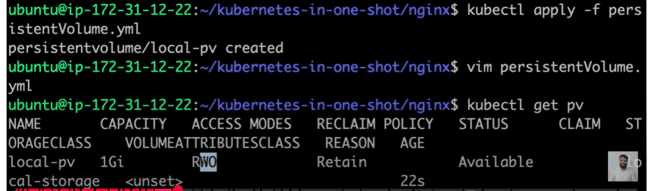 ubuntu@ip-172-31-12-22:~/kubernetes-in-one-shot/nginx$ kubectl apply -f pers
istentVolume.yml
persistentvolume/local-pv created
ubuntu@ip-172-31-12-22:~/kubernetes-in-one-shot/nginx$ vim persistentVolume.
yml
ubuntu@ip-172-31-12-22:~/kubernetes-in-one-shot/nginx$ kubectl get pv
NAME CAPACITY ACCESS MODES RECLAIM POLICY STATUS CLAIM ST
ORAGECLASS VOLUMEATTRIBUTESCLASS REASON AGE
local-pv 1Gi RWO Retain Available lo
cal-storage <unset> 22s